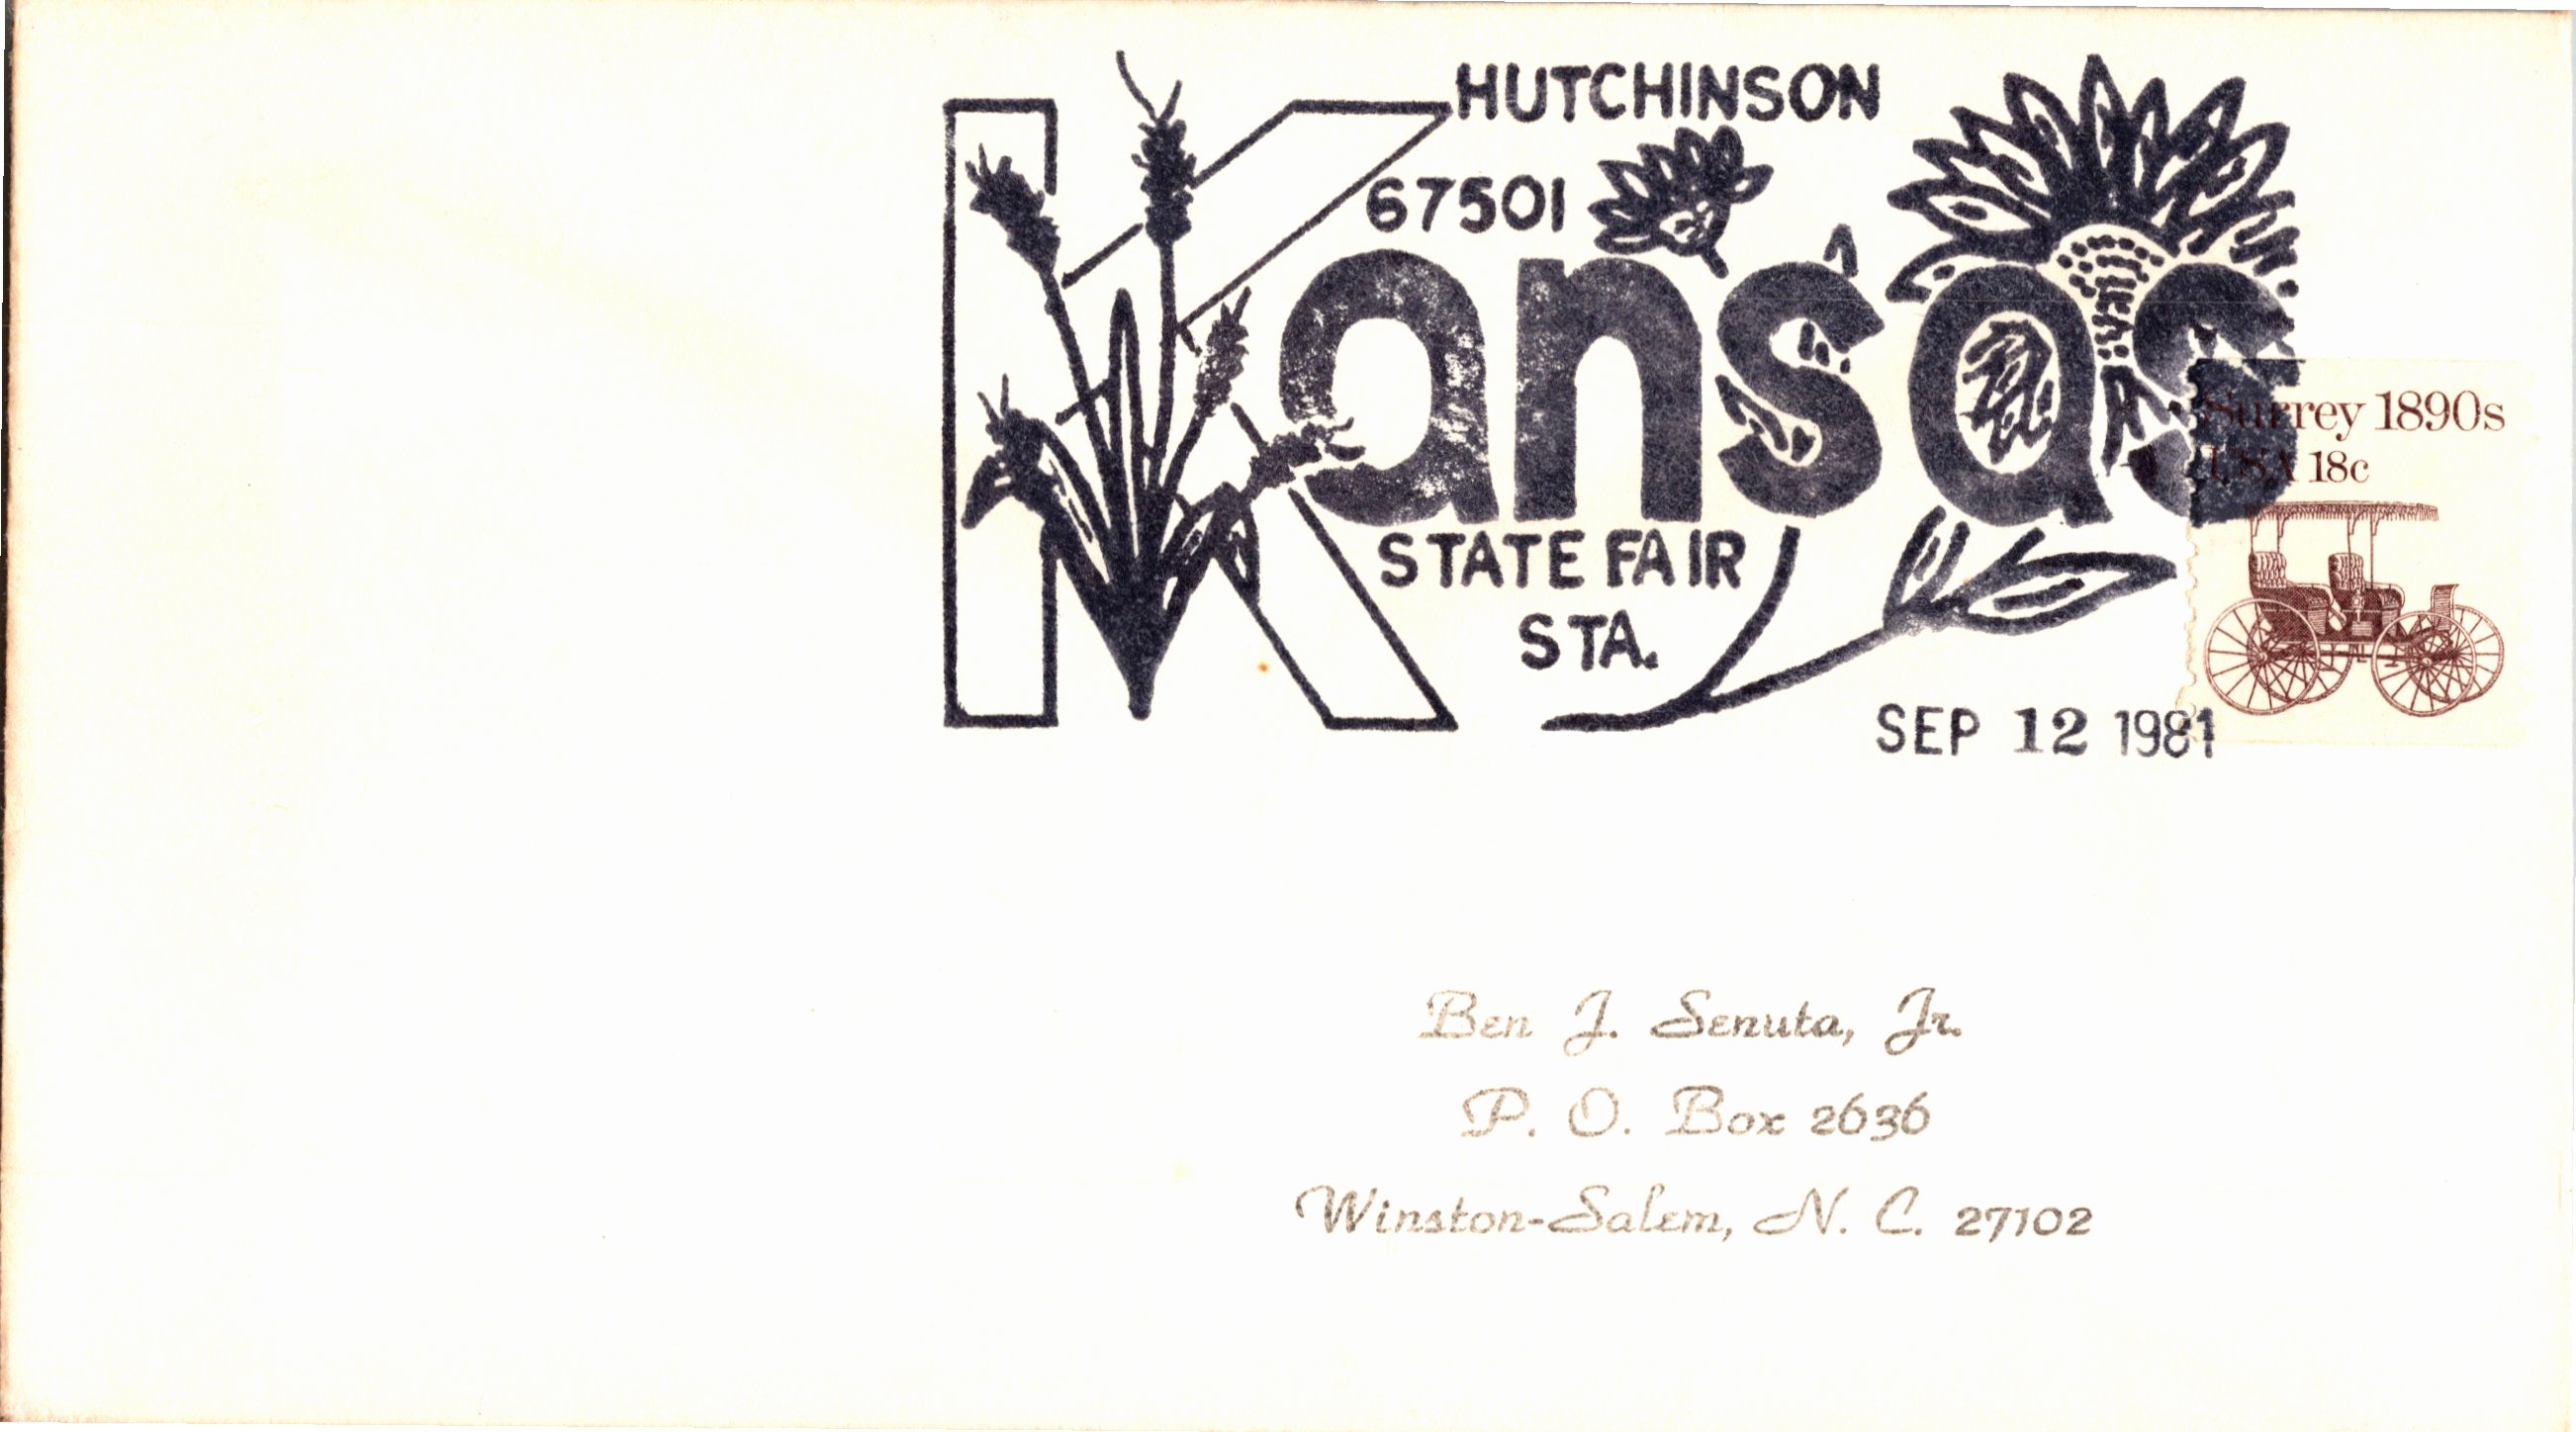 HUTCHINSON
67501
Kansas
STATE FAIR
STA.
SEP 12 1981
Surrey 1890s
USA 18c
Ben J. Senuta, Jr.
P. O. Box 2636
Winston-Salem, N. C. 27102